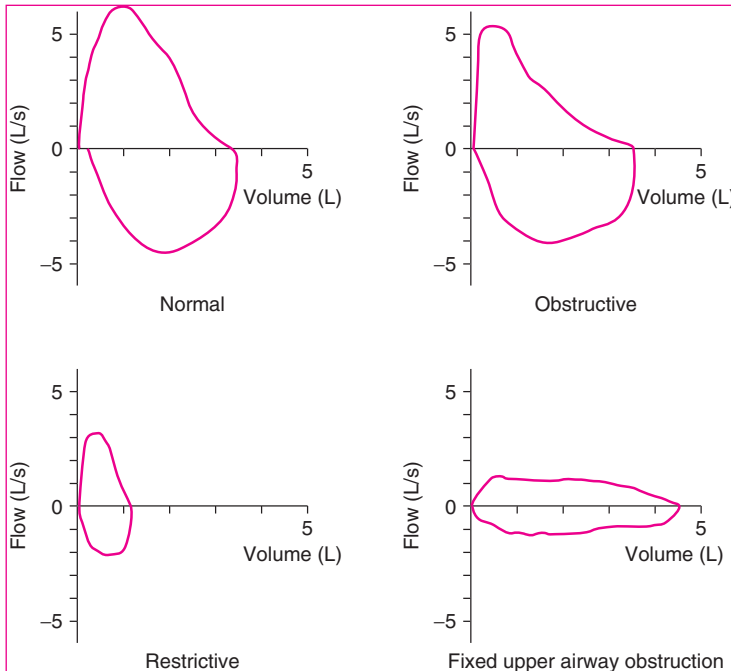 5
0
−5
Flow (L/s)
5
Volume (L)
Normal
5
0
−5
Flow (L/s)
5
Volume (L)
Obstructive
5
0
−5
Flow (L/s)
5
Volume (L)
Restrictive
5
0
−5
Flow (L/s)
5
Volume (L)
Fixed upper airway obstruction